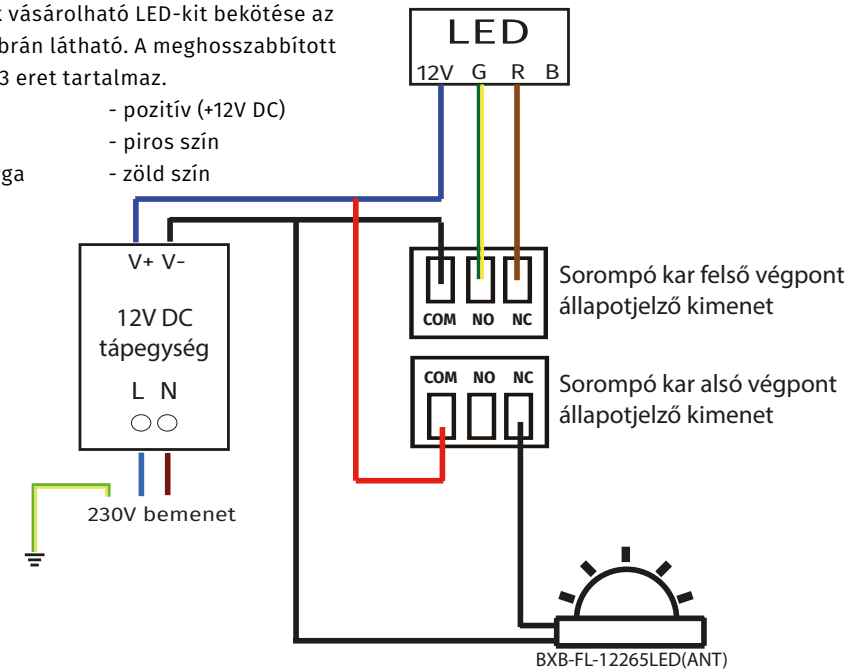 vásárolható LED-kit bekötése az
brán látható. A meghosszabbított
3 eret tartalmaz.
- pozitív (+12V DC)
- piros szín
ga - zöld szín
LED
12V G R B
V+ V-
12V DC
tápegység
L N
230V bemenet
COM NO NC
Sorompó kar felső végpont
állapotjelző kimenet
COM NO NC
Sorompó kar alsó végpont
állapotjelző kimenet
BXB-FL-12265LED(ANT)